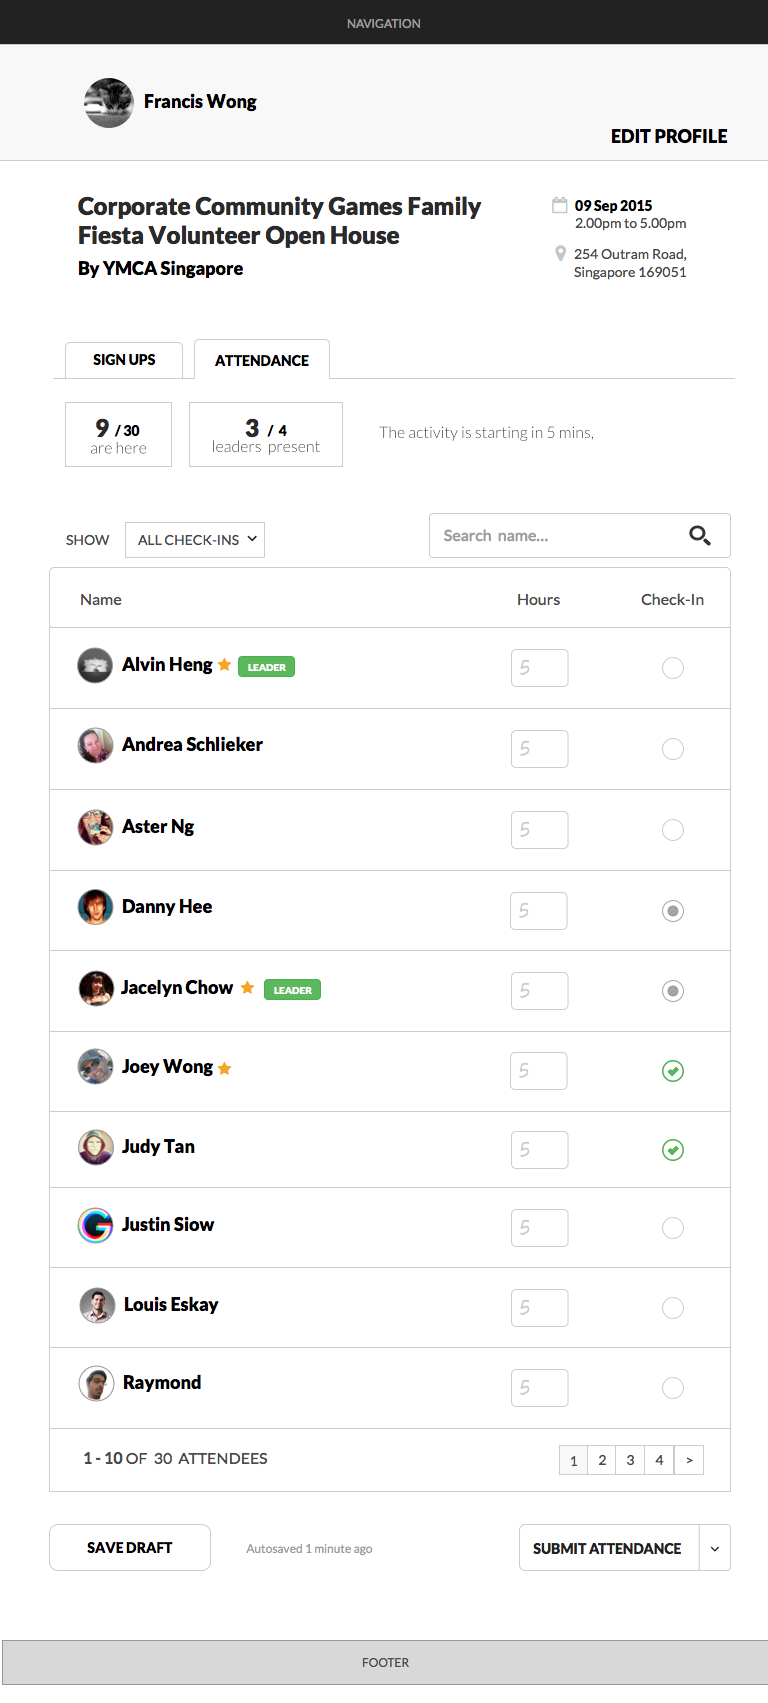 NAVIGATION
Francis Wong
EDIT PROFILE
Corporate Community Games Family
Fiesta Volunteer Open House
By YMCA Singapore
09 Sep 2015
2.00pm to 5.00pm
254 Outram Road,
Singapore 169051
SIGN UPS
ATTENDANCE
9 / 30
are here
3 / 4
leaders present
The activity is starting in 5 mins,
SHOW
ALL CHECK-INS
Search name...
Name Hours Check-In
Alvin Heng LEADER 5
Andrea Schlieker 5
Aster Ng 5
Danny Hee 5
Jacelyn Chow LEADER 5
Joey Wong 5
Judy Tan 5
Justin Siow 5
Louis Eskay 5
Raymond 5
1 - 10 OF 30 ATTENDEES
1 2 3 4 >
SAVE DRAFT
Autosaved 1 minute ago
SUBMIT ATTENDANCE
FOOTER